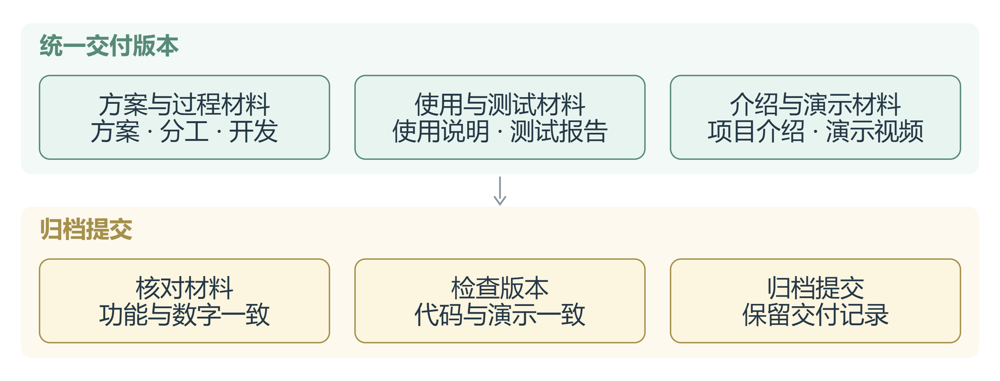 统一交付版本
方案与过程材料
方案 · 分工 · 开发
使用与测试材料
使用说明 · 测试报告
介绍与演示材料
项目介绍 · 演示视频
归档提交
核对材料
功能与数字一致
检查版本
代码与演示一致
归档提交
保留交付记录